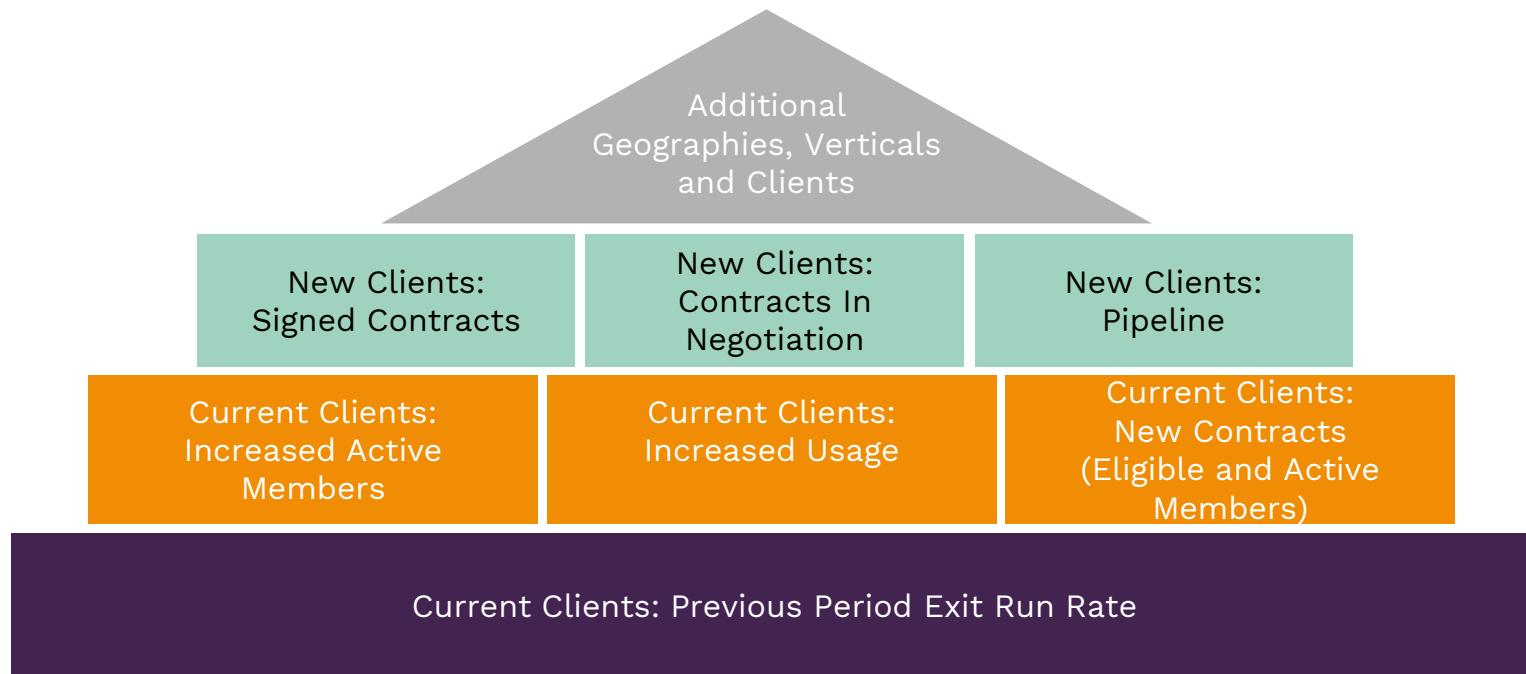 Additional
Geographies, Verticals
and Clients
New Clients:
Signed Contracts
New Clients:
Contracts In
Negotiation
New Clients:
Pipeline
Current Clients:
Increased Active
Members
Current Clients:
Increased Usage
Current Clients:
New Contracts
(Eligible and Active
Members)
Current Clients: Previous Period Exit Run Rate